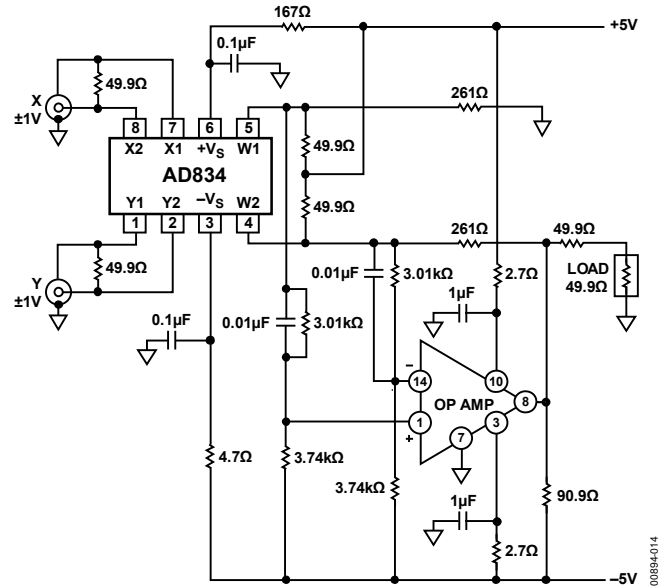 167Ω
+5V
0.1µF
X
±1V
49.9Ω
261Ω
8
7
6
5
X2
X1
+VS
W1
AD834
49.9Ω
49.9Ω
Y1
Y2
–VS
W2
1
2
3
4
261Ω
49.9Ω
Y
±1V
49.9Ω
0.01µF
3.01kΩ
2.7Ω
LOAD
49.9Ω
0.1µF
0.01µF
3.01kΩ
1µF
–
14
10
OP AMP
8
1
+
7
3
4.7Ω
3.74kΩ
3.74kΩ
1µF
90.9Ω
2.7Ω
–5V
00894-014